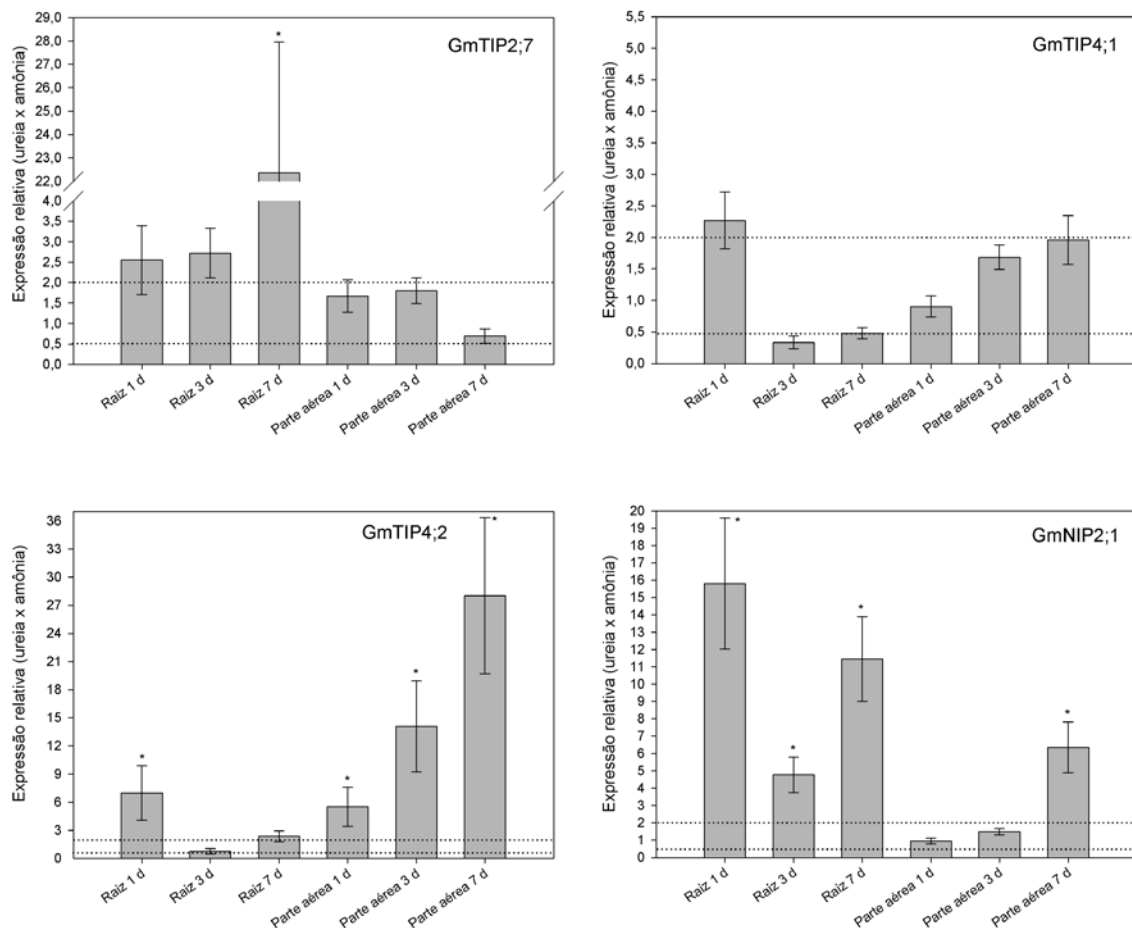 GmTIP2;7
Expressão relativa (ureia x amônia)
29,0
28,0
27,0
26,0
25,0
24,0
23,0
22,0
4,0
3,5
3,0
2,5
2,0
1,5
1,0
0,5
0,0
*
Raiz 1 d
Raiz 3 d
Raiz 7 d
Parte aérea 1 d
Parte aérea 3 d
Parte aérea 7 d
GmTIP4;1
Expressão relativa (ureia x amônia)
5,5
5,0
4,5
4,0
3,5
3,0
2,5
2,0
1,5
1,0
0,5
0,0
Raiz 1 d
Raiz 3 d
Raiz 7 d
Parte aérea 1 d
Parte aérea 3 d
Parte aérea 7 d
GmTIP4;2
Expressão relativa (ureia x amônia)
36
33
30
27
24
21
18
15
12
9
6
3
0
*
*
*
*
Raiz 1 d
Raiz 3 d
Raiz 7 d
Parte aérea 1 d
Parte aérea 3 d
Parte aérea 7 d
GmNIP2;1
Expressão relativa (ureia x amônia)
20
19
18
17
16
15
14
13
12
11
10
9
8
7
6
5
4
3
2
1
0
*
*
*
*
Raiz 1 d
Raiz 3 d
Raiz 7 d
Parte aérea 1 d
Parte aérea 3 d
Parte aérea 7 d